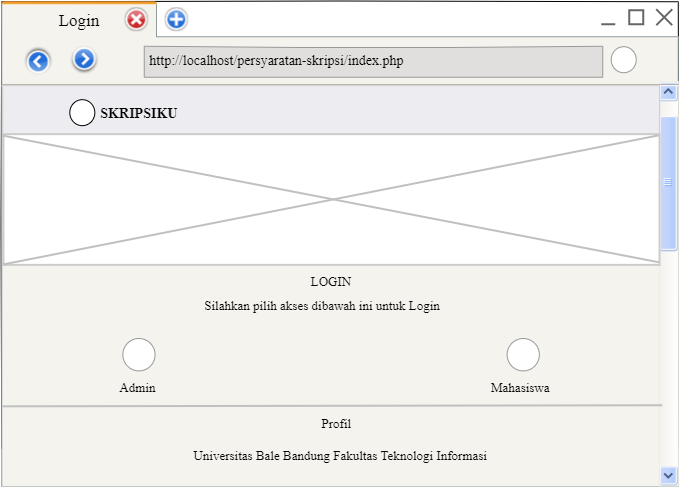 Login
http://localhost/persyaratan-skripsi/index.php
SKRIPSIKU
LOGIN
Silahkan pilih akses dibawah ini untuk Login
Admin
Mahasiswa
Profil
Universitas Bale Bandung Fakultas Teknologi Informasi